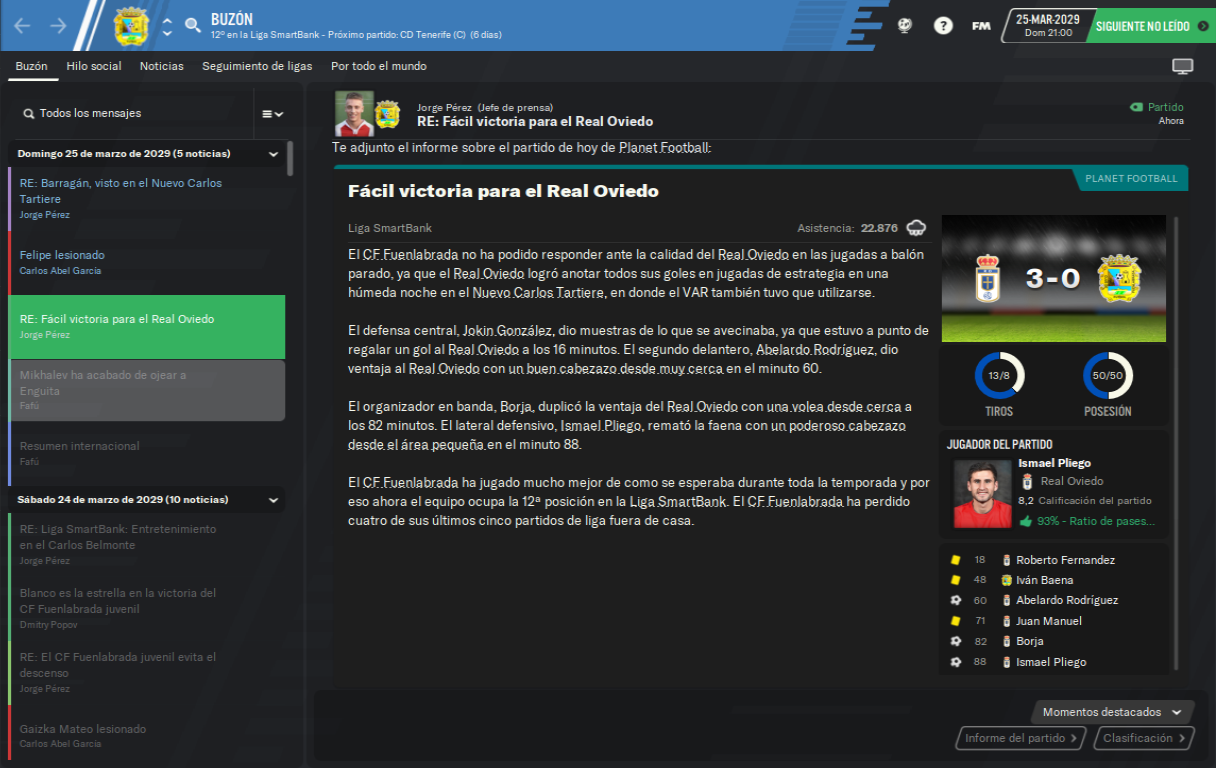 BUZÓN
12º en la Liga SmartBank - Próximo partido: CD Tenerife (C) (6 días)
?
FM
25-MAR-2029
Dom 21:00
SIGUIENTE NO LEÍDO
Buzón
Hilo social
Noticias
Seguimiento de ligas
Por todo el mundo
Todos los mensajes
Domingo 25 de marzo de 2029 (5 noticias)
RE: Barragán, visto en el Nuevo Carlos
Tartiere
Jorge Pérez
Felipe lesionado
Carlos Abel García
RE: Fácil victoria para el Real Oviedo
Jorge Pérez
Mikhalev ha acabado de ojear a
Enguita
Fafú
Resumen internacional
Fafú
Sábado 24 de marzo de 2029 (10 noticias)
RE: Liga SmartBank: Entretenimiento
en el Carlos Belmonte
Jorge Pérez
Blanco es la estrella en la victoria del
CF Fuenlabrada juvenil
Dmitry Popov
RE: El CF Fuenlabrada juvenil evita el
descenso
Jorge Pérez
Gaizka Mateo lesionado
Carlos Abel García
Jorge Pérez (Jefe de prensa)
RE: Fácil victoria para el Real Oviedo
Partido
Ahora
Te adjunto el informe sobre el partido de hoy de Planet Football:
Fácil victoria para el Real Oviedo
PLANET FOOTBALL
Liga SmartBank
Asistencia: 22.876
El CF Fuenlabrada no ha podido responder ante la calidad del Real Oviedo en las jugadas a balón
parado, ya que el Real Oviedo logró anotar todos sus goles en jugadas de estrategia en una
húmeda noche en el Nuevo Carlos Tartiere, en donde el VAR también tuvo que utilizarse.
El defensa central, Jokin González, dio muestras de lo que se avecinaba, ya que estuvo a punto de
regalar un gol al Real Oviedo a los 16 minutos. El segundo delantero, Abelardo Rodríguez, dio
ventaja al Real Oviedo con un buen cabezazo desde muy cerca en el minuto 60.
El organizador en banda, Borja, duplicó la ventaja del Real Oviedo con una volea desde cerca a
los 82 minutos. El lateral defensivo, Ismael Pliego, remató la faena con un poderoso cabezazo
desde el área pequeña en el minuto 88.
El CF Fuenlabrada ha jugado mucho mejor de como se esperaba durante toda la temporada y por
eso ahora el equipo ocupa la 12ª posición en la Liga SmartBank. El CF Fuenlabrada ha perdido
cuatro de sus últimos cinco partidos de liga fuera de casa.
3-0
13/8
50/50
TIROS
POSESIÓN
JUGADOR DEL PARTIDO
Ismael Pliego
Real Oviedo
8,2 Calificación del partido
93% - Ratio de pases...
18 Roberto Fernandez
48 Iván Baena
60 Abelardo Rodríguez
71 Juan Manuel
82 Borja
88 Ismael Pliego
Momentos destacados
Informe del partido
Clasificación